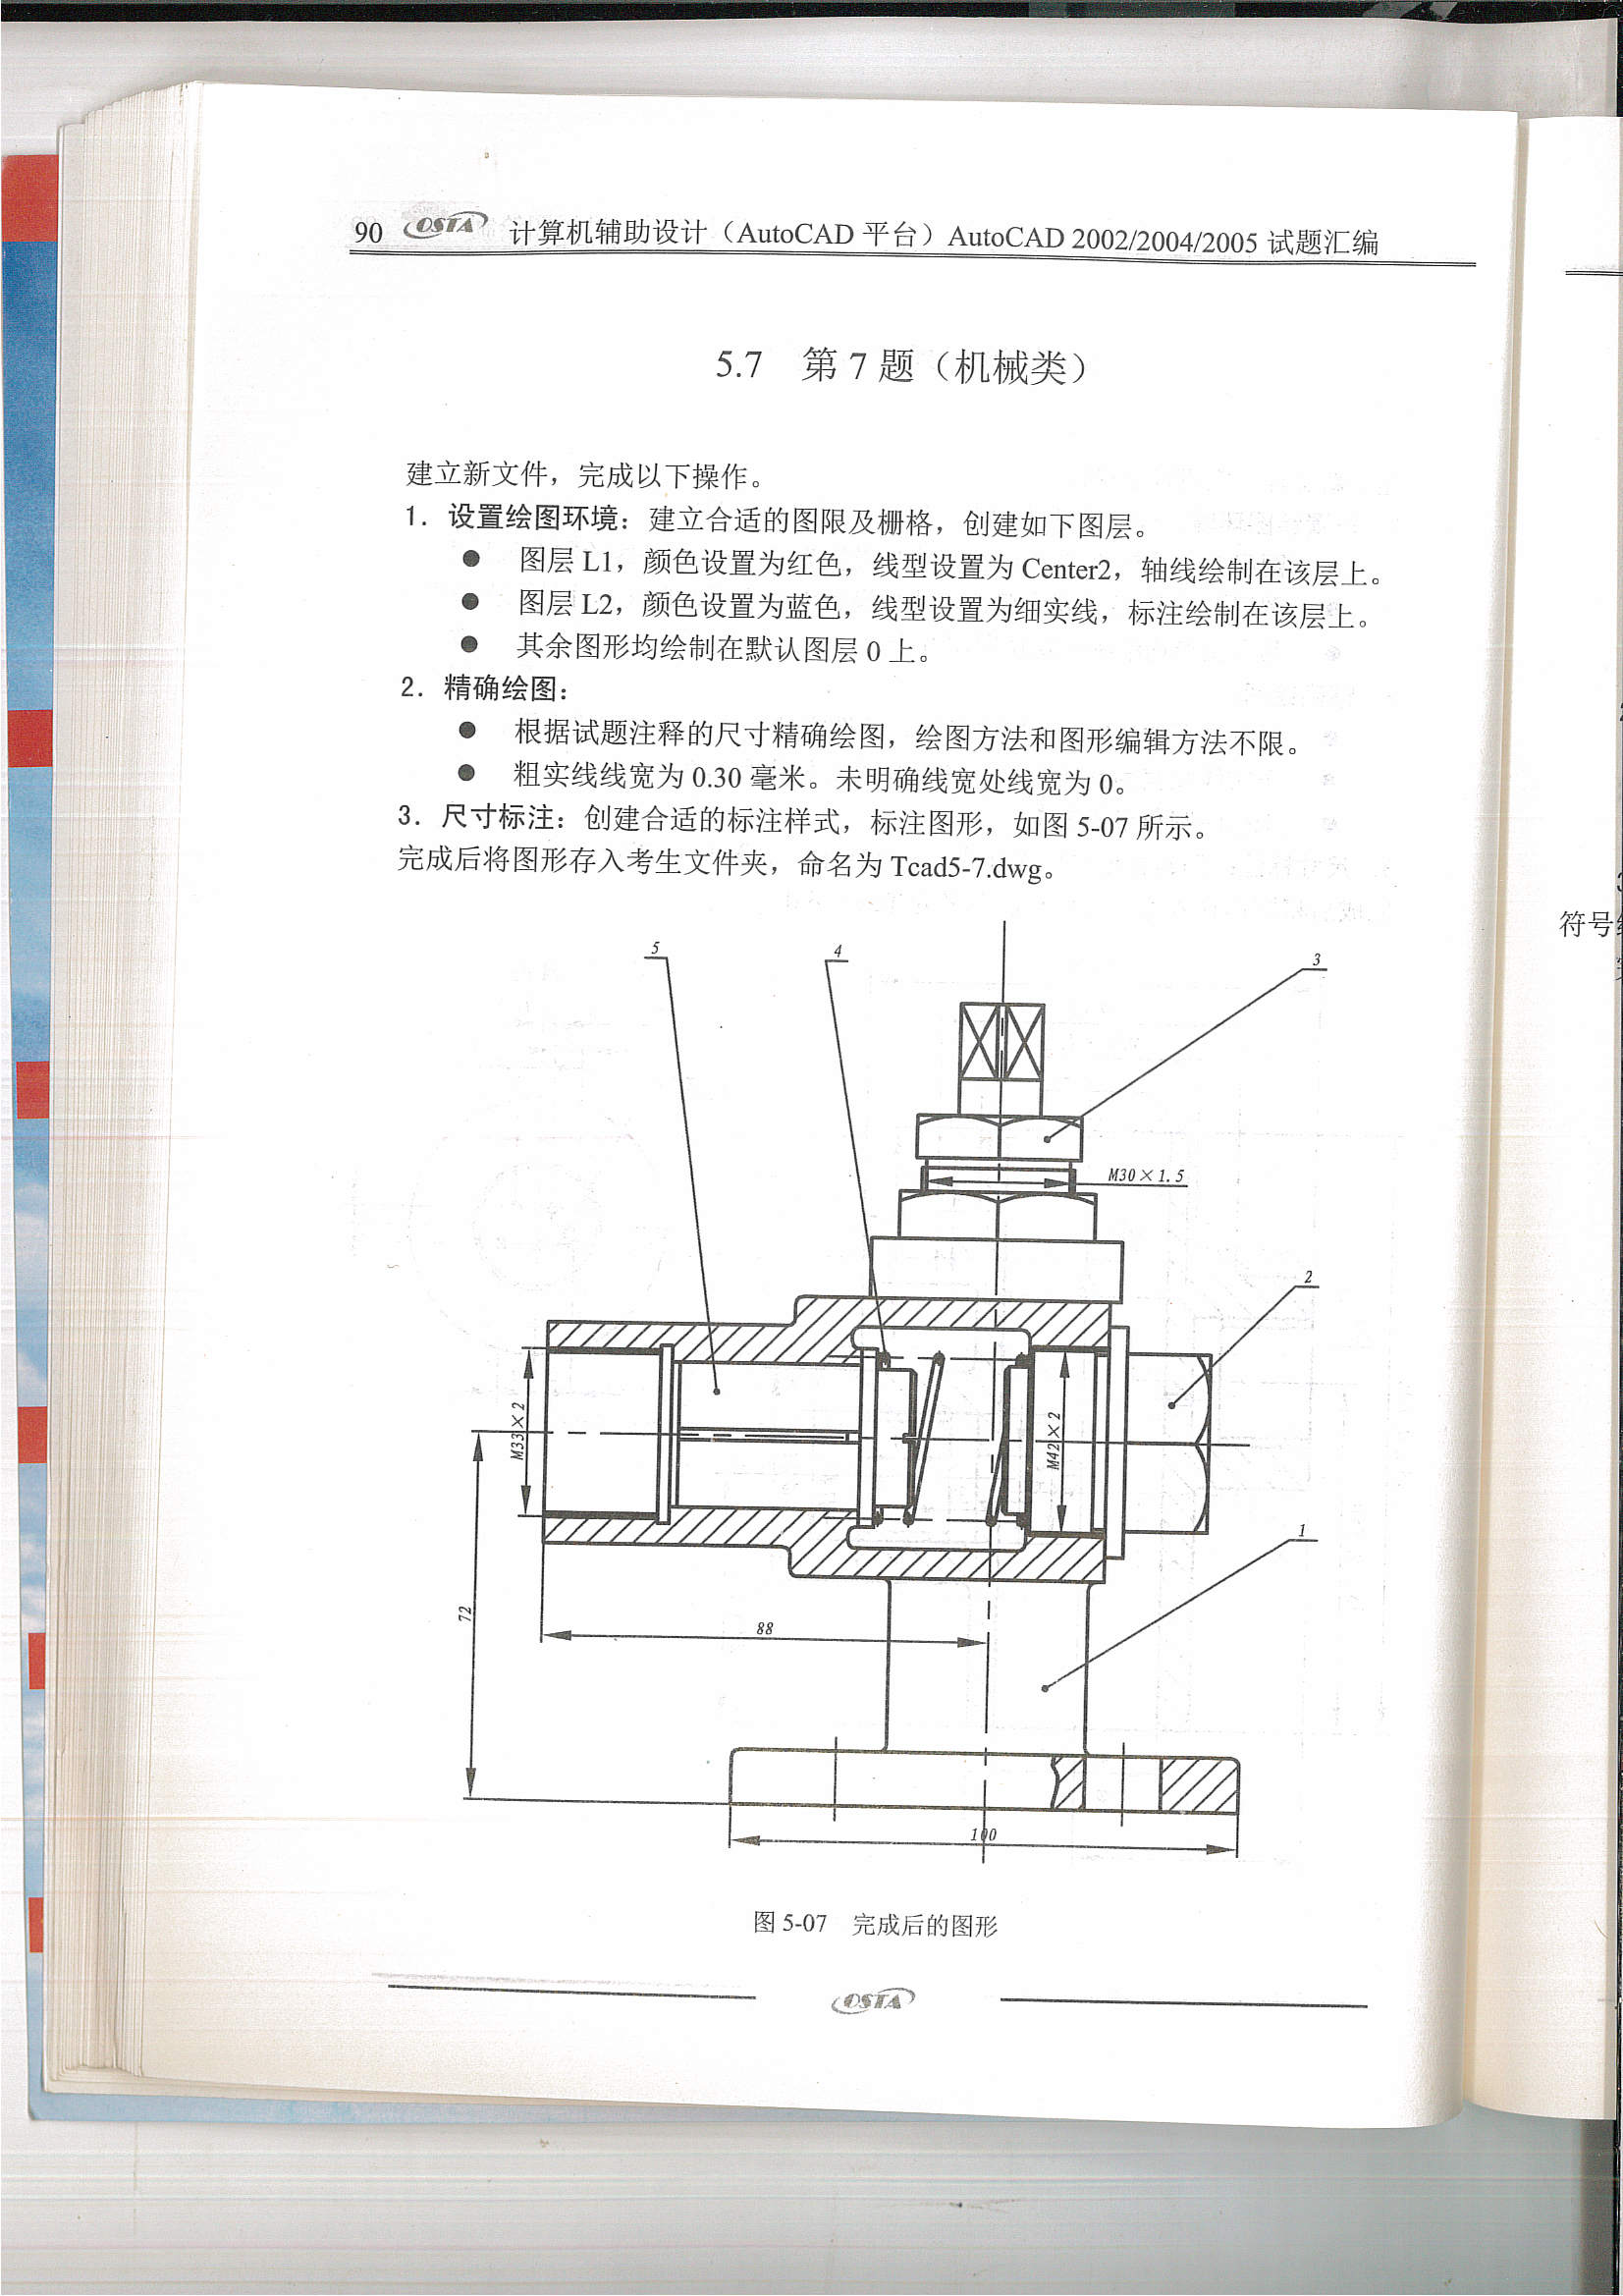 90 OSTA 计算机辅助设计（AutoCAD 平台）AutoCAD 2002/2004/2005 试题汇编
5.7 第 7 题（机械类）
建立新文件，完成以下操作。
1．设置绘图环境：建立合适的图限及栅格，创建如下图层。
● 图层 L1，颜色设置为红色，线型设置为 Center2，轴线绘制在该层上。
● 图层 L2，颜色设置为蓝色，线型设置为细实线，标注绘制在该层上。
● 其余图形均绘制在默认图层 0 上。
2．精确绘图：
● 根据试题注释的尺寸精确绘图，绘图方法和图形编辑方法不限。
● 粗实线线宽为 0.30 毫米。未明确线宽处线宽为 0。
3．尺寸标注：创建合适的标注样式，标注图形，如图 5-07 所示。
完成后将图形存入考生文件夹，命名为 Tcad5-7.dwg。
符号
5
4
3
M30×1.5
2
M33×2
M42×2
1
72
88
100
图 5-07 完成后的图形
OSTA